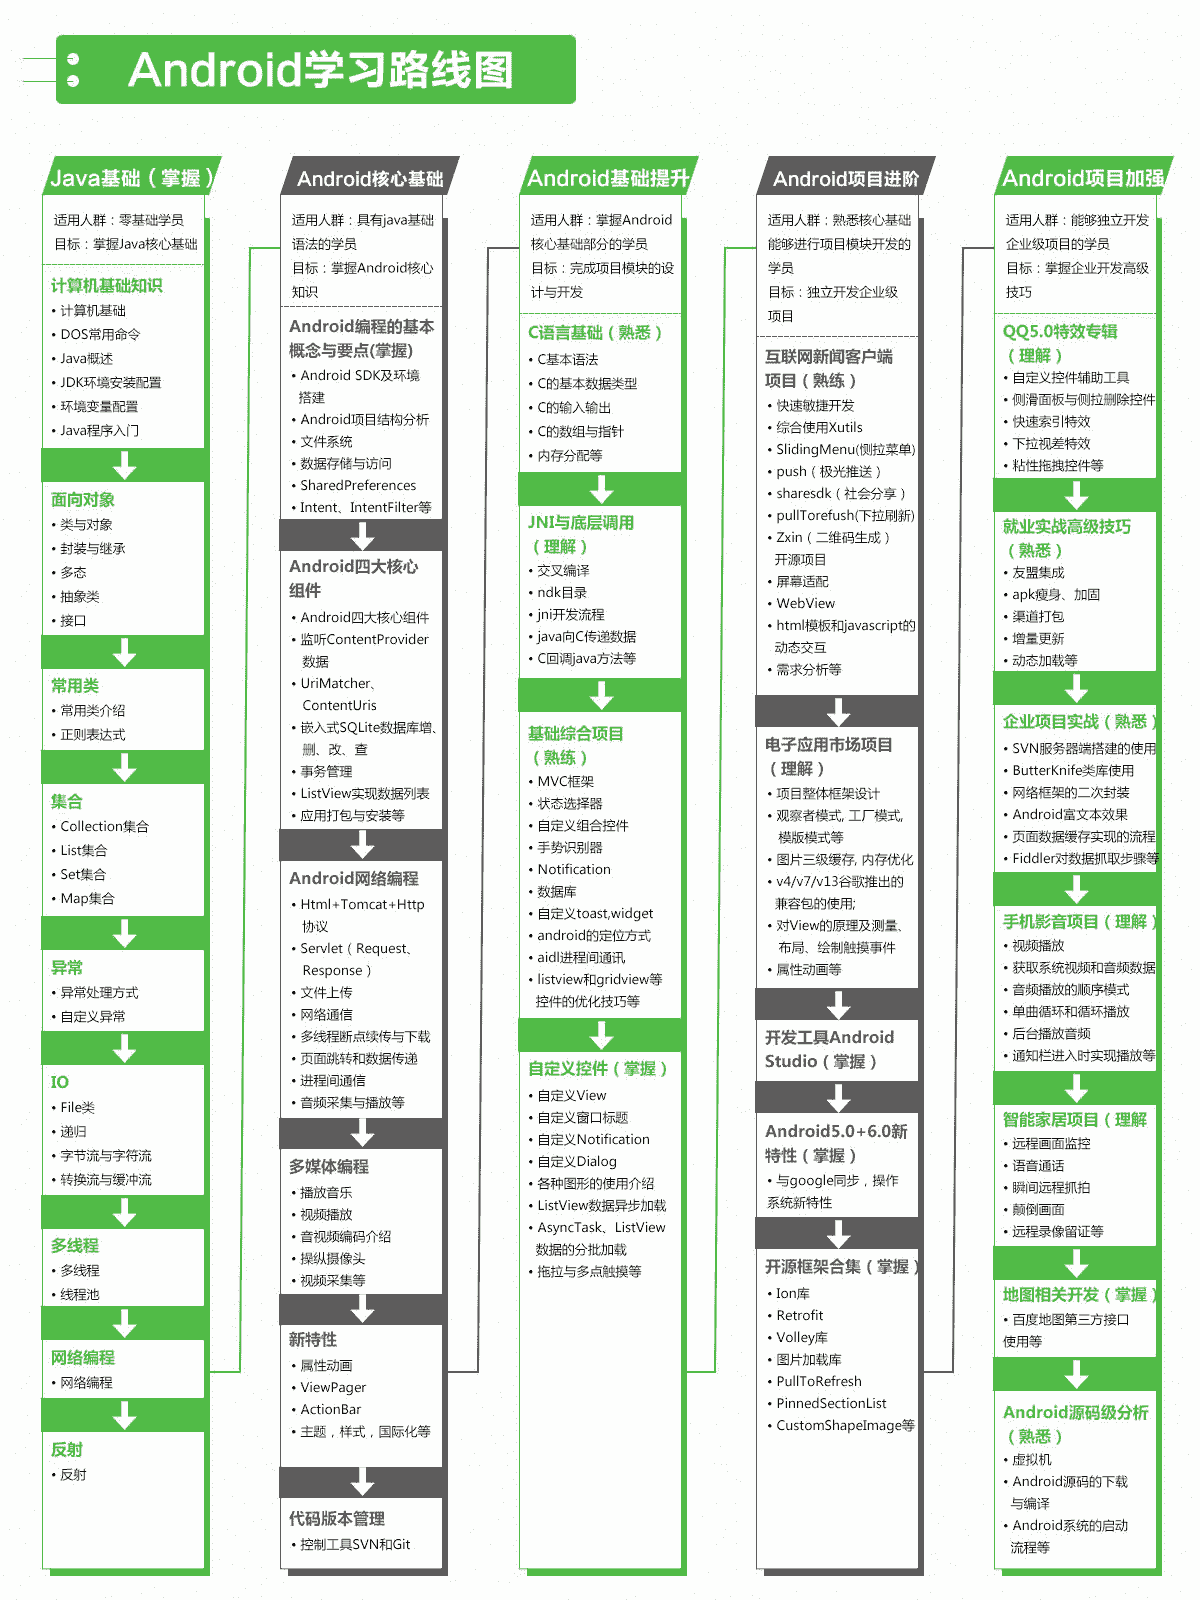 Android学习路线图
Java基础（掌握）
适用人群：零基础学员
目标：掌握Java核心基础
计算机基础知识
• 计算机基础
• DOS常用命令
• Java概述
• JDK环境安装配置
• 环境变量配置
• Java程序入门
面向对象
• 类与对象
• 封装与继承
• 多态
• 抽象类
• 接口
常用类
• 常用类介绍
• 正则表达式
集合
• Collection集合
• List集合
• Set集合
• Map集合
异常
• 异常处理方式
• 自定义异常
IO
• File类
• 递归
• 字节流与字符流
• 转换流与缓冲流
多线程
• 多线程
• 线程池
网络编程
• 网络编程
反射
• 反射
Android核心基础
适用人群：具有java基础
语法的学员
目标：掌握Android核心
知识
Android编程的基本
概念与要点(掌握)
• Android SDK及环境
搭建
• Android项目结构分析
• 文件系统
• 数据存储与访问
• SharedPreferences
• Intent、IntentFilter等
Android四大核心
组件
• Android四大核心组件
• 监听ContentProvider
数据
• UriMatcher、
ContentUris
• 嵌入式SQLite数据库增、
删、改、查
• 事务管理
• ListView实现数据列表
• 应用打包与安装等
Android网络编程
• Html+Tomcat+Http
协议
• Servlet（Request、
Response）
• 文件上传
• 网络通信
• 多线程断点续传与下载
• 页面跳转和数据传递
• 进程间通信
• 音频采集与播放等
多媒体编程
• 播放音乐
• 视频播放
• 音视频编码介绍
• 操纵摄像头
• 视频采集等
新特性
• 属性动画
• ViewPager
• ActionBar
• 主题，样式，国际化等
代码版本管理
• 控制工具SVN和Git
Android基础提升
适用人群：掌握Android
核心基础部分的学员
目标：完成项目模块的设
计与开发
C语言基础（熟悉）
• C基本语法
• C的基本数据类型
• C的输入输出
• C的数组与指针
• 内存分配等
JNI与底层调用
（理解）
• 交叉编译
• ndk目录
• jni开发流程
• java向C传递数据
• C回调java方法等
基础综合项目
（熟练）
• MVC框架
• 状态选择器
• 自定义组合控件
• 手势识别器
• Notification
• 数据库
• 自定义toast,widget
• android的定位方式
• aidl进程间通讯
• listview和gridview等
控件的优化技巧等
自定义控件（掌握）
• 自定义View
• 自定义窗口标题
• 自定义Notification
• 自定义Dialog
• 各种图形的使用介绍
• ListView数据异步加载
• AsyncTask、ListView
数据的分批加载
• 拖拉与多点触摸等
Android项目进阶
适用人群：熟悉核心基础
能够进行项目模块开发的
学员
目标：独立开发企业级
项目
互联网新闻客户端
项目（熟练）
• 快速敏捷开发
• 综合使用Xutils
• SlidingMenu(侧拉菜单)
• push（极光推送）
• sharesdk（社会分享）
• pullTorefush(下拉刷新)
• Zxin（二维码生成）
开源项目
• 屏幕适配
• WebView
• html模板和javascript的
动态交互
• 需求分析等
电子应用市场项目
（理解）
• 项目整体框架设计
• 观察者模式, 工厂模式,
模版模式等
• 图片三级缓存, 内存优化
• v4/v7/v13谷歌推出的
兼容包的使用;
• 对View的原理及测量、
布局、绘制触摸事件
• 属性动画等
开发工具Android
Studio（掌握）
Android5.0+6.0新
特性（掌握）
• 与google同步，操作
系统新特性
开源框架合集（掌握）
• Ion库
• Retrofit
• Volley库
• 图片加载库
• PullToRefresh
• PinnedSectionList
• CustomShapeImage等
Android项目加强
适用人群：能够独立开发
企业级项目的学员
目标：掌握企业开发高级
技巧
QQ5.0特效专辑
（理解）
• 自定义控件辅助工具
• 侧滑面板与侧拉删除控件
• 快速索引特效
• 下拉视差特效
• 粘性拖拽控件等
就业实战高级技巧
（熟悉）
• 友盟集成
• apk瘦身、加固
• 渠道打包
• 增量更新
• 动态加载等
企业项目实战（熟悉）
• SVN服务器端搭建的使用
• ButterKnife类库使用
• 网络框架的二次封装
• Android富文本效果
• 页面数据缓存实现的流程
• Fiddler对数据抓取步骤等
手机影音项目（理解）
• 视频播放
• 获取系统视频和音频数据
• 音频播放的顺序模式
• 单曲循环和循环播放
• 后台播放音频
• 通知栏进入时实现播放等
智能家居项目（理解
• 远程画面监控
• 语音通话
• 瞬间远程抓拍
• 颠倒画面
• 远程录像留证等
地图相关开发（掌握）
• 百度地图第三方接口
使用等
Android源码级分析
（熟悉）
• 虚拟机
• Android源码的下载
与编译
• Android系统的启动
流程等